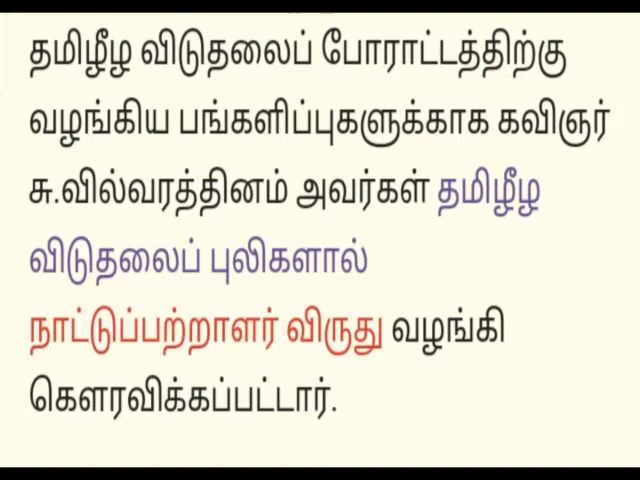 தமிழீழ விடுதலைப் போராட்டத்திற்கு
வழங்கிய பங்களிப்புகளுக்காக கவிஞர்
சு.வில்வரத்தினம் அவர்கள் தமிழீழ
விடுதலைப் புலிகளால்
நாட்டுப்பற்றாளர் விருது வழங்கி
கௌரவிக்கப்பட்டார்.